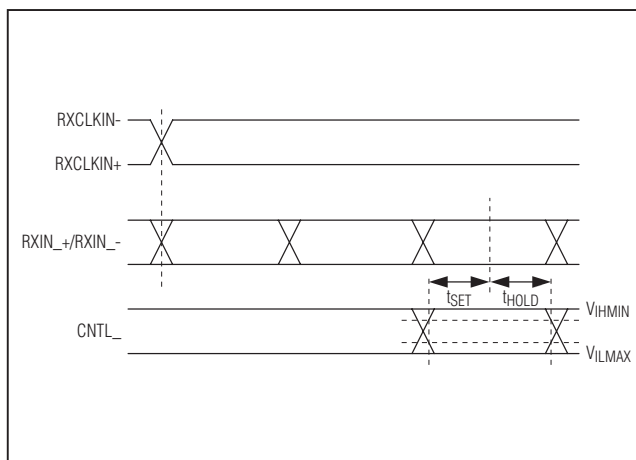 RXCLKIN-
RXCLKIN+
RXIN_+/RXIN_-
tSET
tHOLD
CNTL_
VIHMIN
VILMAX